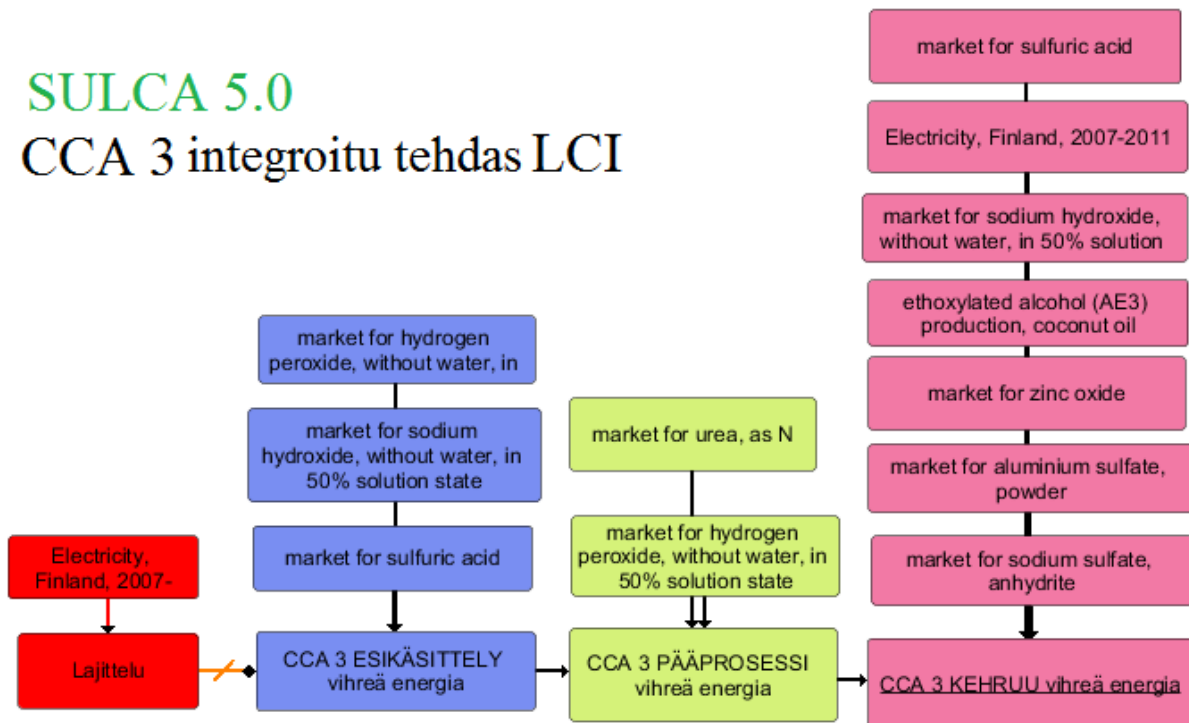 SULCA 5.0
CCA 3 integroitu tehdas LCI
market for sulfuric acid
Electricity, Finland, 2007-2011
market for sodium hydroxide,
without water, in 50% solution
ethoxylated alcohol (AE3)
production, coconut oil
market for zinc oxide
market for aluminium sulfate,
powder
market for sodium sulfate,
anhydrite
CCA 3 KEHRUU vihreä energia
market for urea, as N
market for hydrogen
peroxide, without water, in
50% solution state
CCA 3 PÄÄPROSESSI
vihreä energia
market for hydrogen
peroxide, without water, in
market for sodium
hydroxide, without water, in
50% solution state
market for sulfuric acid
CCA 3 ESIKÄSITTELY
vihreä energia
Electricity,
Finland, 2007-
Lajittelu